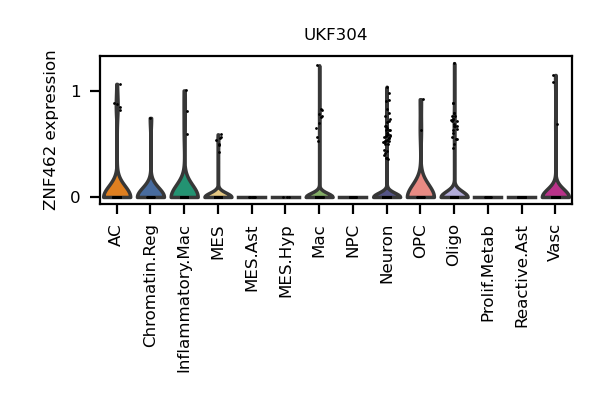 UKF304
ZNF462 expression
1
0
AC
Chromatin.Reg
Inflammatory.Mac
MES
MES.Ast
MES.Hyp
Mac
NPC
Neuron
OPC
Oligo
Prolif.Metab
Reactive.Ast
Vasc